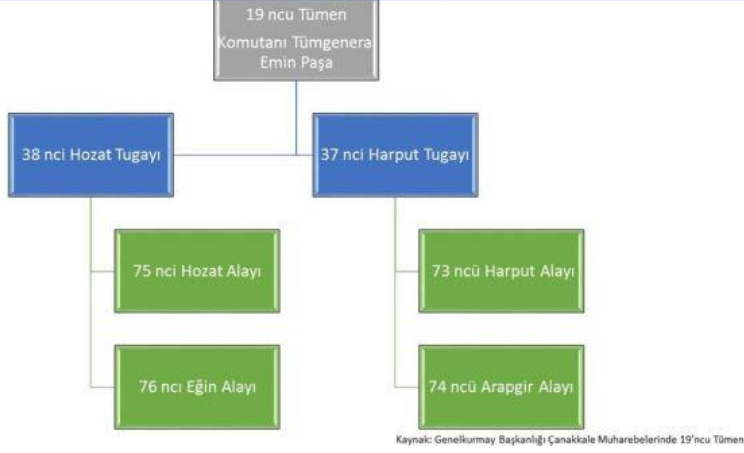 19 ncu Tümen
Komutanı Tümgenera
Emin Paşa
38 nci Hozat Tugayı
37 nci Harput Tugayı
75 nci Hozat Alayı
73 ncü Harput Alayı
76 ncı Eğin Alayı
74 ncü Arapgir Alayı
Kaynak: Genelkurmay Başkanlığı Çanakkale Muharebelerinde 19'ncu Tümen